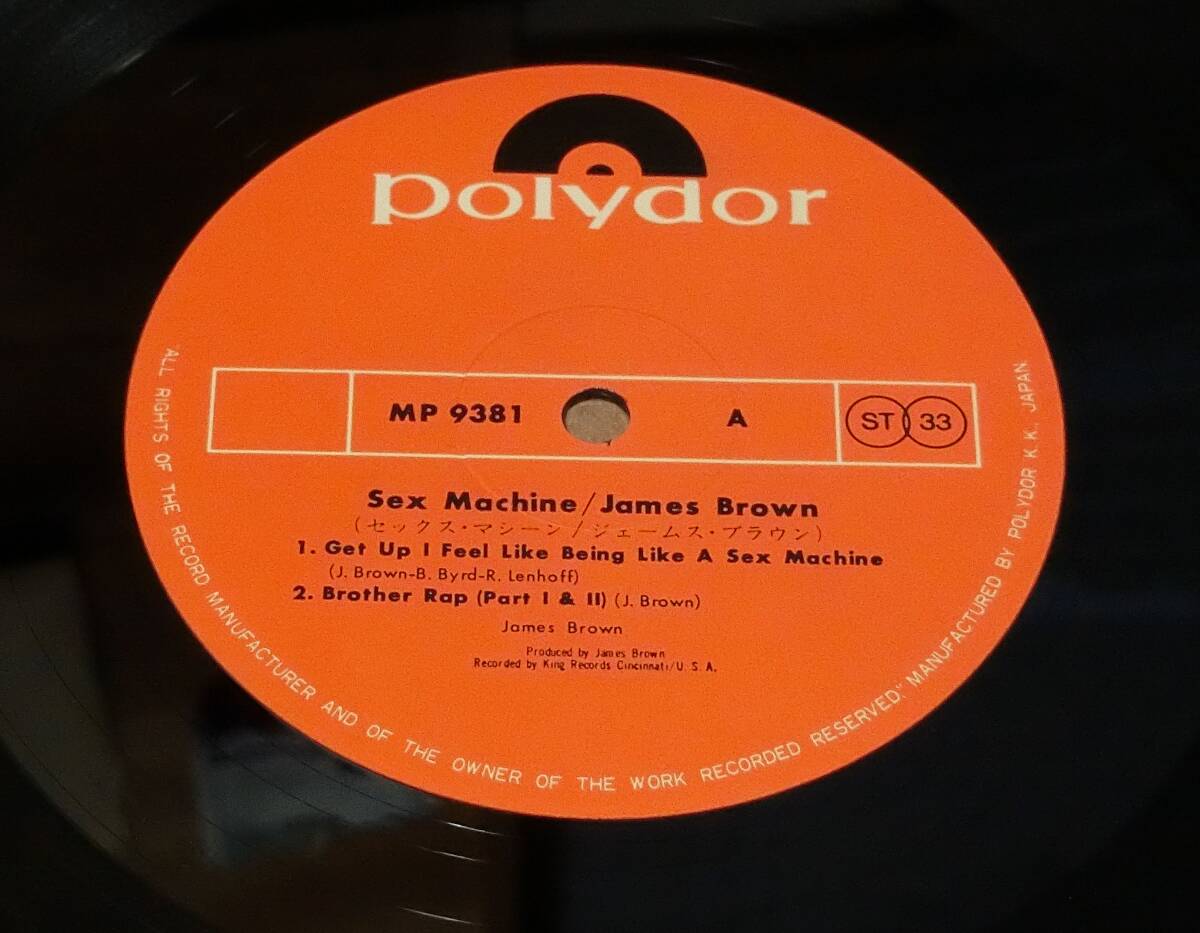 polydor
MP 9381 A ST 33
Sex Machine/James Brown
(セックス・マシーン/ジェームス・ブラウン)
1. Get Up I Feel Like Being Like A Sex Machine
(J. Brown-B. Byrd-R. Lenhoff)
2. Brother Rap (Part I & II) (J. Brown)
James Brown
Produced by James Brown
Recorded by King Records Cincinnati/U. S. A.
"ALL RIGHTS OF THE RECORD MANUFACTURER AND OF THE OWNER OF THE WORK RECORDED RESERVED." MANUFACTURED BY POLYDOR K.K., JAPAN